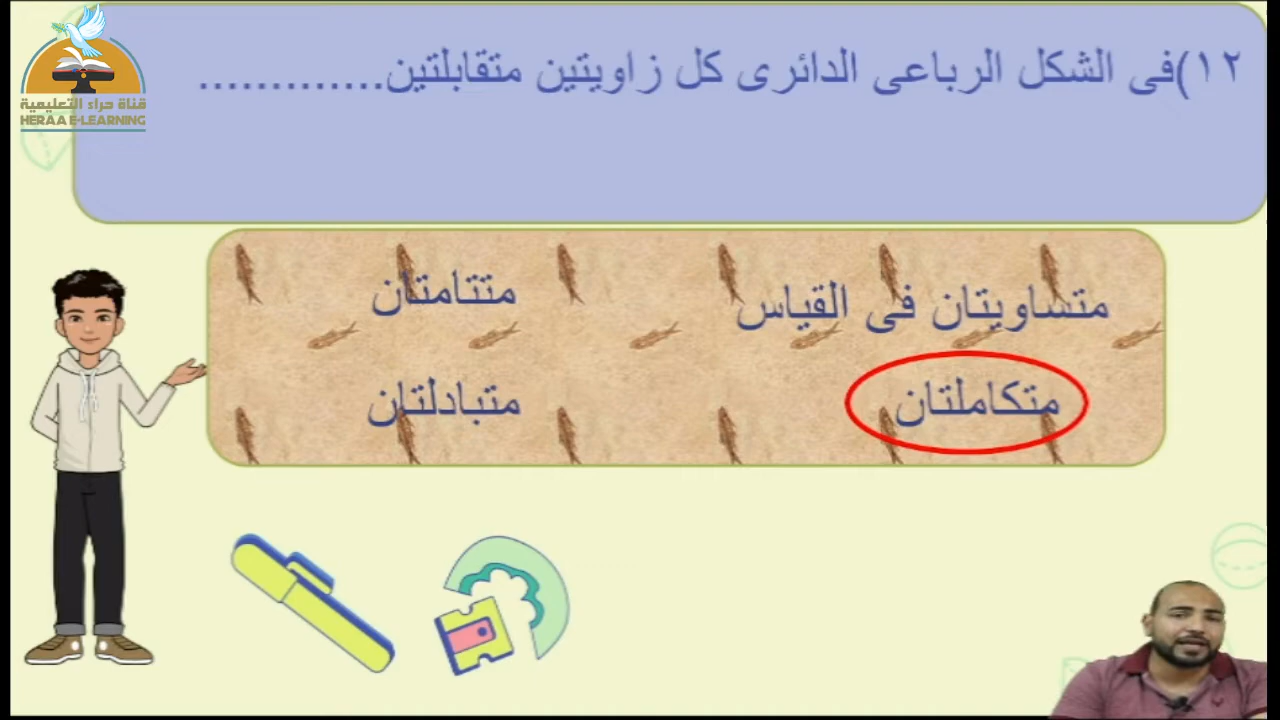 قناة حراء التعليمية
HERAA E-LEARNING
١٢)فى الشكل الرباعى الدائرى كل زاويتين متقابلتين.............
متساويتان فى القياس
متتامتان
متكاملتان
متبادلتان